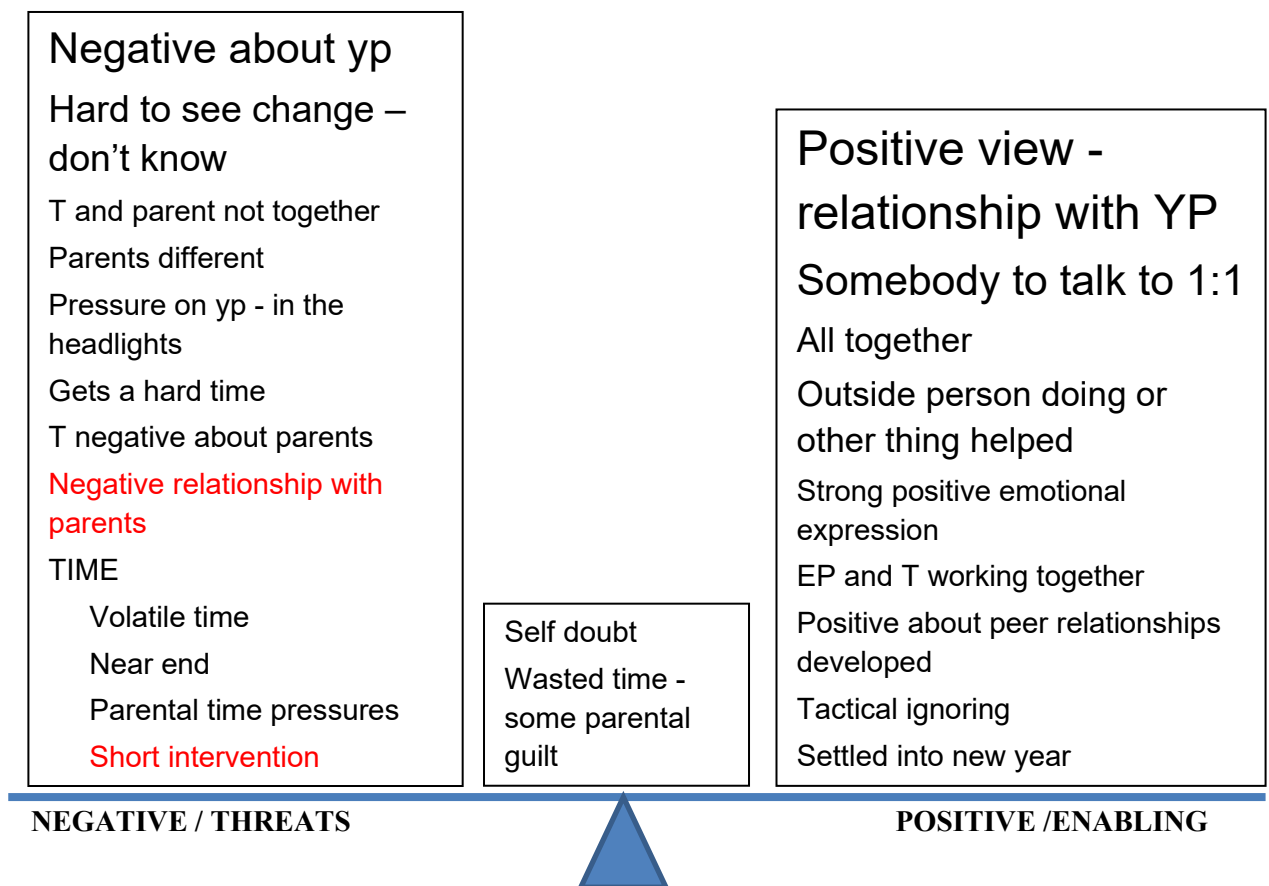 Negative about yp
Hard to see change –
don’t know
T and parent not together
Parents different
Pressure on yp - in the
headlights
Gets a hard time
T negative about parents
Negative relationship with
parents
TIME
Volatile time
Near end
Parental time pressures
Short intervention
Self doubt
Wasted time -
some parental
guilt
Positive view -
relationship with YP
Somebody to talk to 1:1
All together
Outside person doing or
other thing helped
Strong positive emotional
expression
EP and T working together
Positive about peer relationships
developed
Tactical ignoring
Settled into new year
NEGATIVE / THREATS
POSITIVE /ENABLING